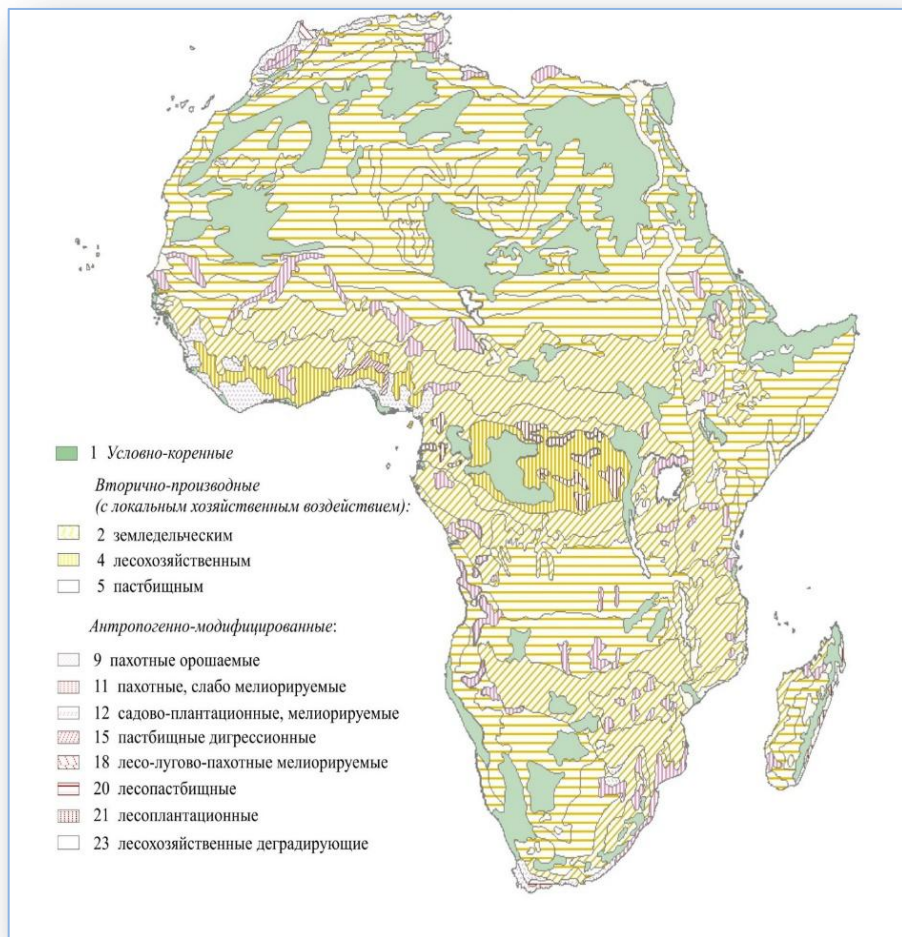 1 Условно-коренные
Вторично-производные
(с локальным хозяйственным воздействием):
2 земледельческим
4 лесохозяйственным
5 пастбищным
Антропогенно-модифицированные:
9 пахотные орошаемые
11 пахотные, слабо мелиорируемые
12 садово-плантационные, мелиорируемые
15 пастбищные дигрессионные
18 лесо-лугово-пахотные мелиорируемые
20 лесопастбищные
21 лесоплантационные
23 лесохозяйственные деградирующие